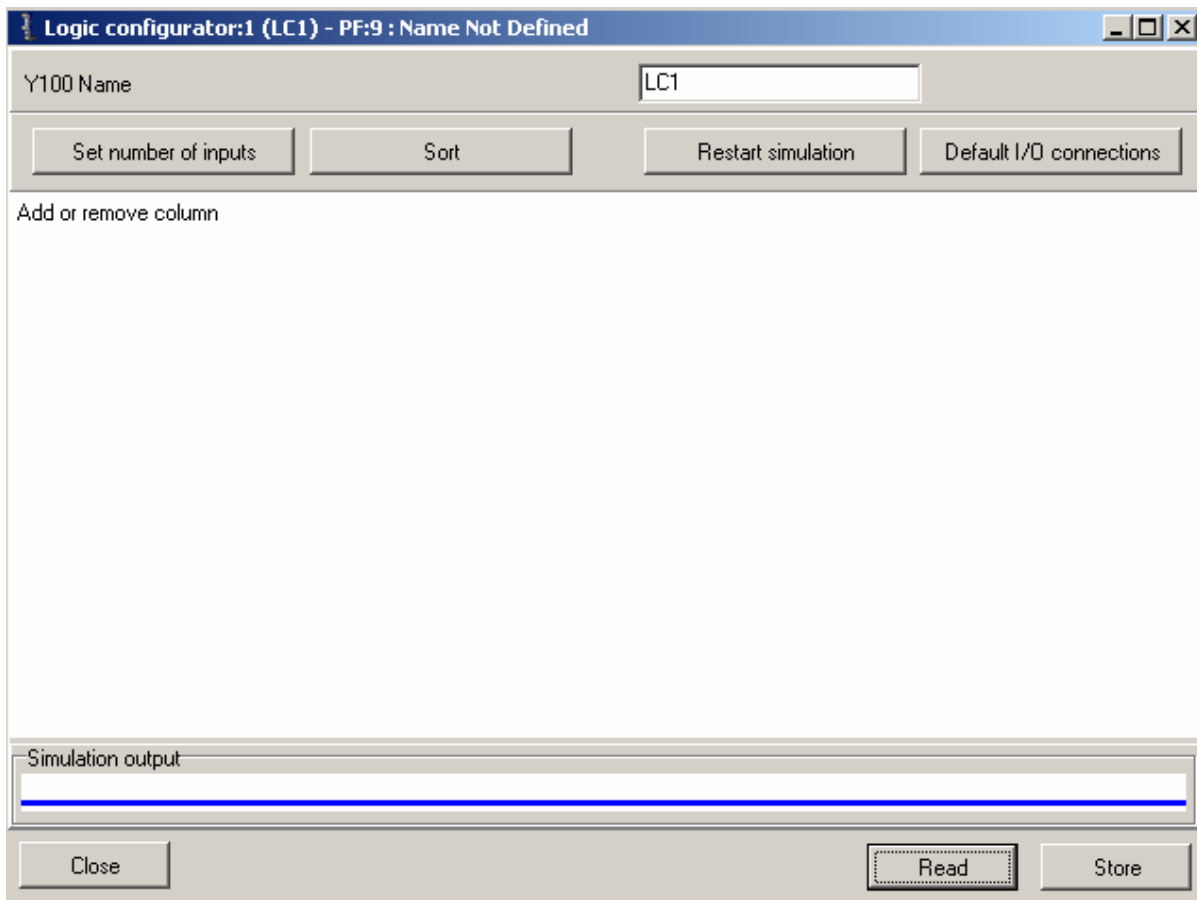 Logic configurator:1 (LC1) - PF:9 : Name Not Defined
Y100 Name LC1
Set number of inputs Sort Restart simulation Default I/O connections
Add or remove column
Simulation output
Close Read Store